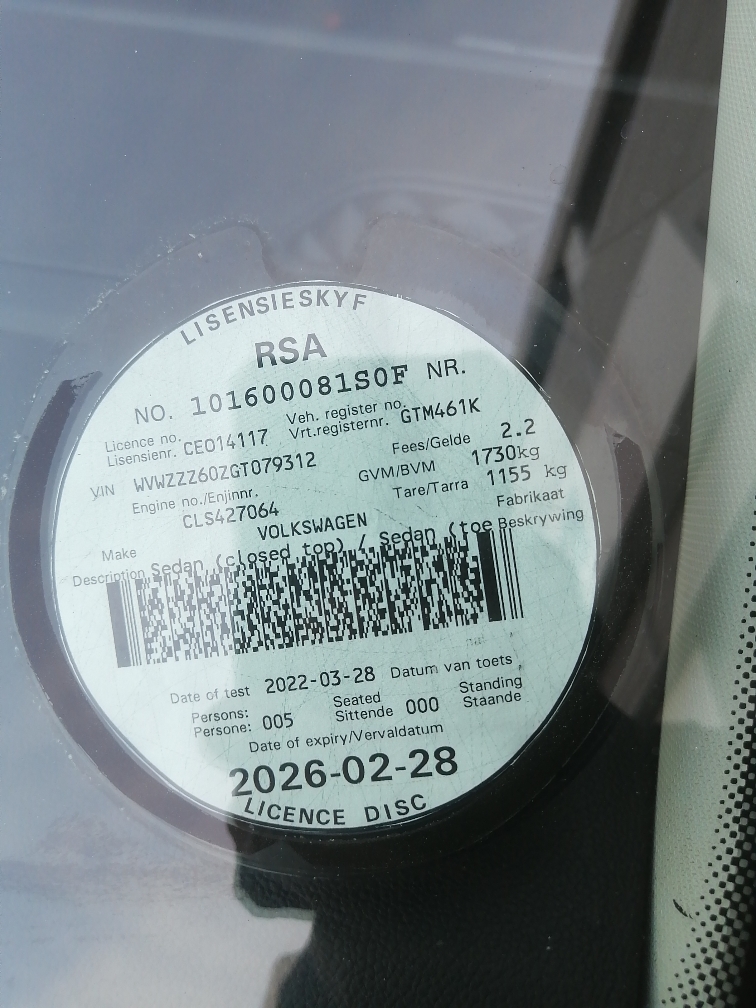 LISENSIESKYF
RSA
NO. 101600081S0F NR.
Licence no. Veh. register no.
Lisensienr. CEO14117 Vrt.registernr. GTM461K
VIN WVWZZZ60ZGT079312 Fees/Gelde 2.2
Engine no./Enjinnr. GVM/BVM 1730kg
CLS427064 Tare/Tarra 1155 kg
Make VOLKSWAGEN Fabrikaat
Description Sedan (closed top) / Sedan (toe Beskrywing
Date of test 2022-03-28 Datum van toets
Persons: Seated Standing
Persone: 005 Sittende 000 Staande
Date of expiry/Vervaldatum
2026-02-28
LICENCE DISC